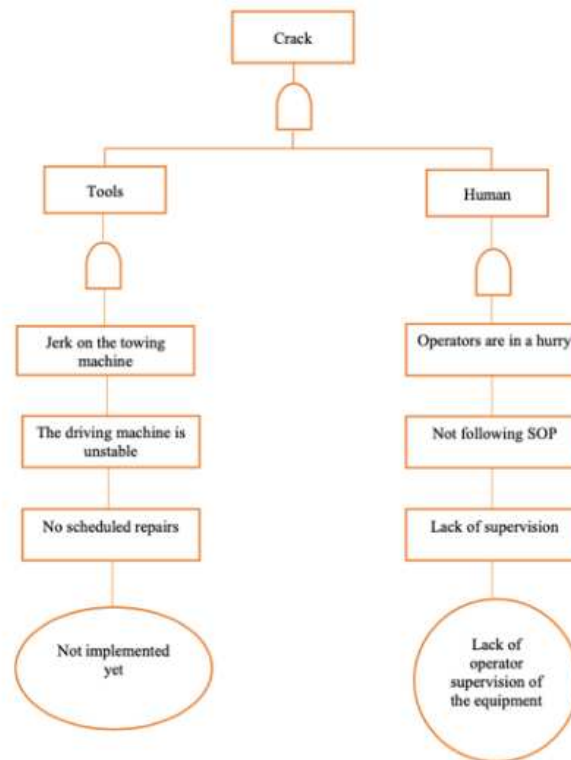 Crack
Tools
Human
Jerk on the towing
machine
Operators are in a hurry
The driving machine is
unstable
Not following SOP
No scheduled repairs
Lack of supervision
Not implemented
yet
Lack of
operator
supervision of
the equipment